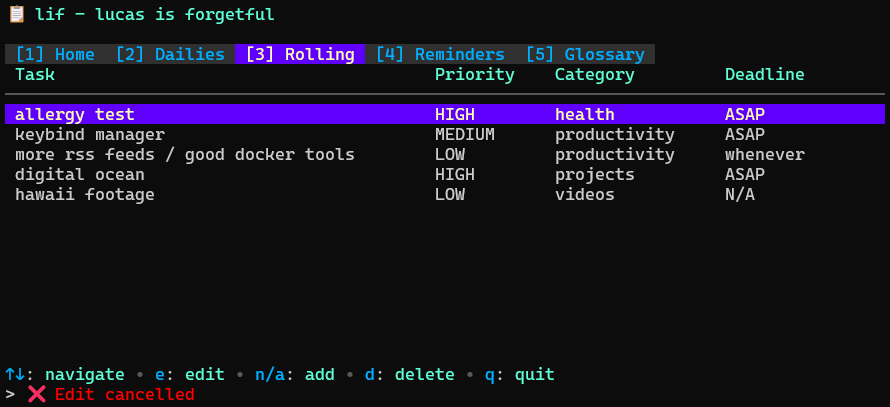 📋 lif - lucas is forgetful
[1] Home [2] Dailies [3] Rolling [4] Reminders [5] Glossary
Task Priority Category Deadline
allergy test HIGH health ASAP
keybind manager MEDIUM productivity ASAP
more rss feeds / good docker tools LOW productivity whenever
digital ocean HIGH projects ASAP
hawaii footage LOW videos N/A
↑↓: navigate • e: edit • n/a: add • d: delete • q: quit
> ❌ Edit cancelled